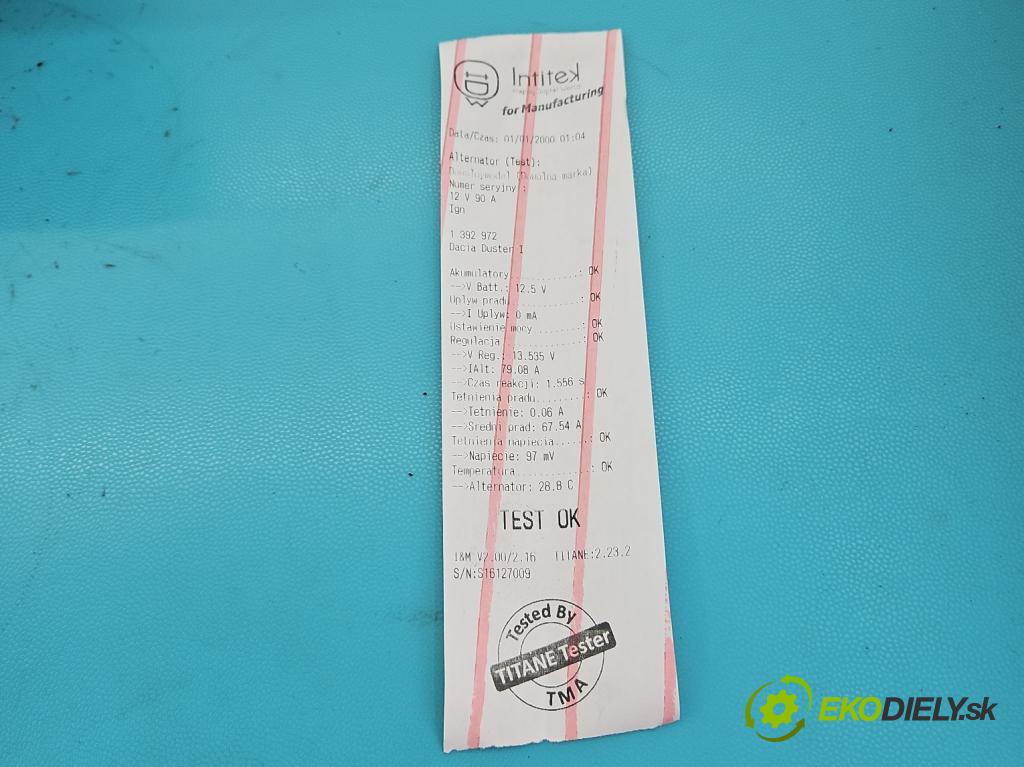 Intitek
for Manufacturing
Data/Czas: 01/01/2000 01:04
Alternator (Test):
Dowolnymodel (Dowolna marka)
Numer seryjny :
12 V 90 A
Ign
1 392 972
Dacia Duster I
Akumulatory..........: OK
-->V Batt.: 12.5 V
Uplyw pradu..........: OK
-->I Uplyw: 0 mA
Ustawienie mocy.......: OK
Regulacja............: OK
-->V Reg.: 13.535 V
-->IAlt: 79.08 A
-->Czas reakcji: 1.556 s
Tetnienia pradu........: OK
-->Tetnienie: 0.06 A
-->Sredni prad: 67.54 A
Tetnienia napiecia.....: OK
-->Napiecie: 97 mV
Temperatura............: OK
-->Alternator: 28.8 C
TEST OK
I&M V2.00/2.16 TITANE:2.23.2
S/N:S16127009
Tested By
TITANE Tester
TMA
EKODIELY.sk